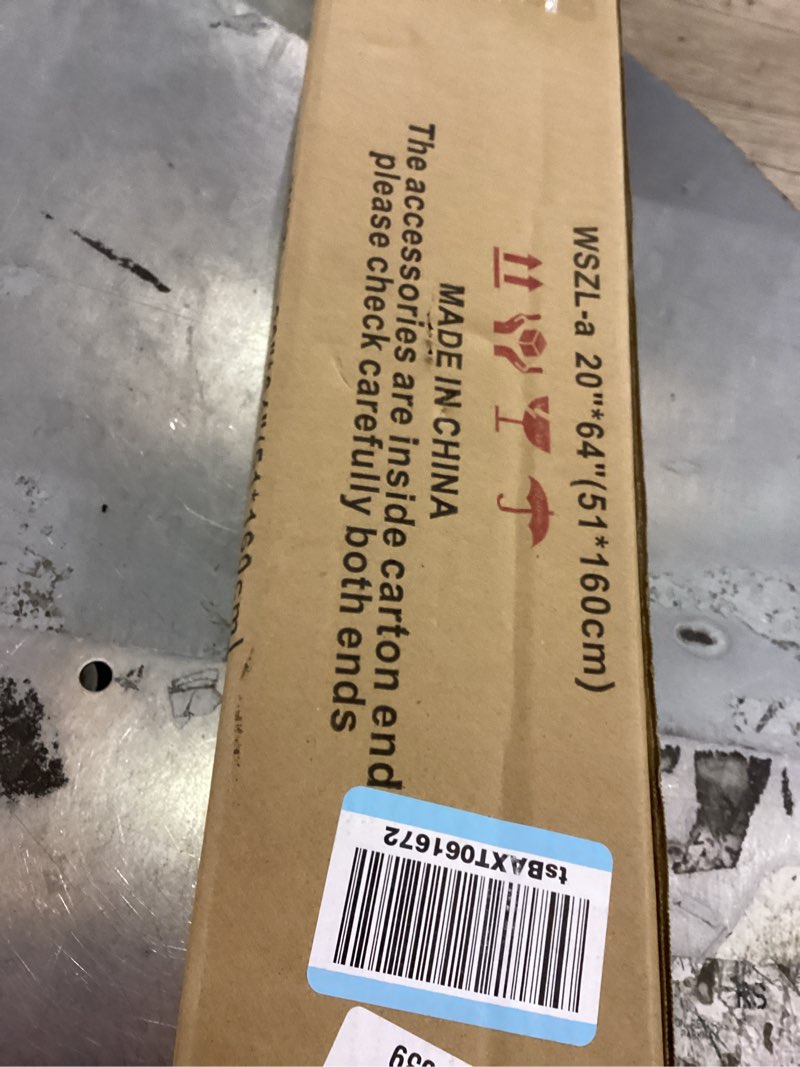 WSZL-a 20"*64"(51*160cm)
MADE IN CHINA
The accessories are inside carton end
please check carefully both ends
tsBAXT061672